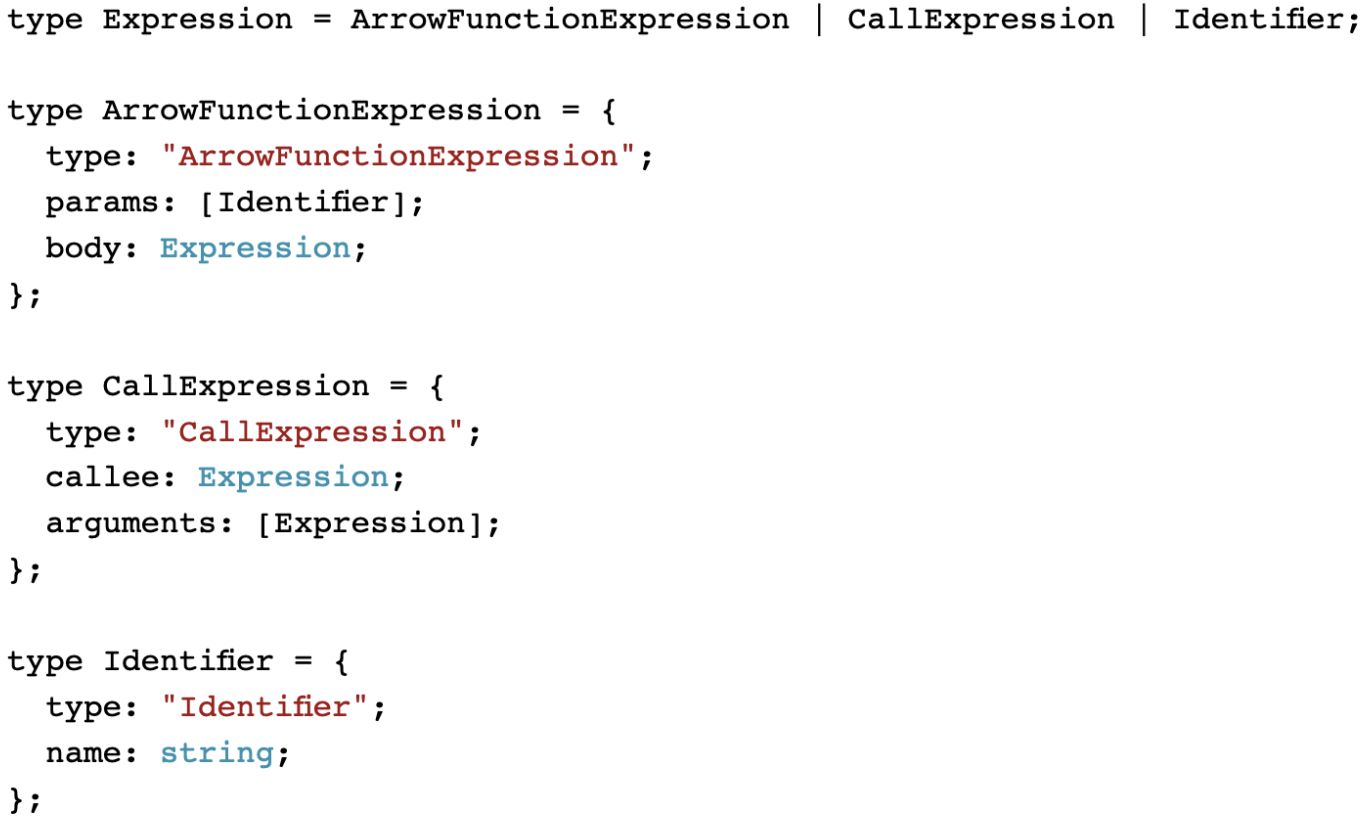 type Expression = ArrowFunctionExpression | CallExpression | Identifier;
type ArrowFunctionExpression = {
type: "ArrowFunctionExpression";
params: [Identifier];
body: Expression;
};
type CallExpression = {
type: "CallExpression";
callee: Expression;
arguments: [Expression];
};
type Identifier = {
type: "Identifier";
name: string;
};